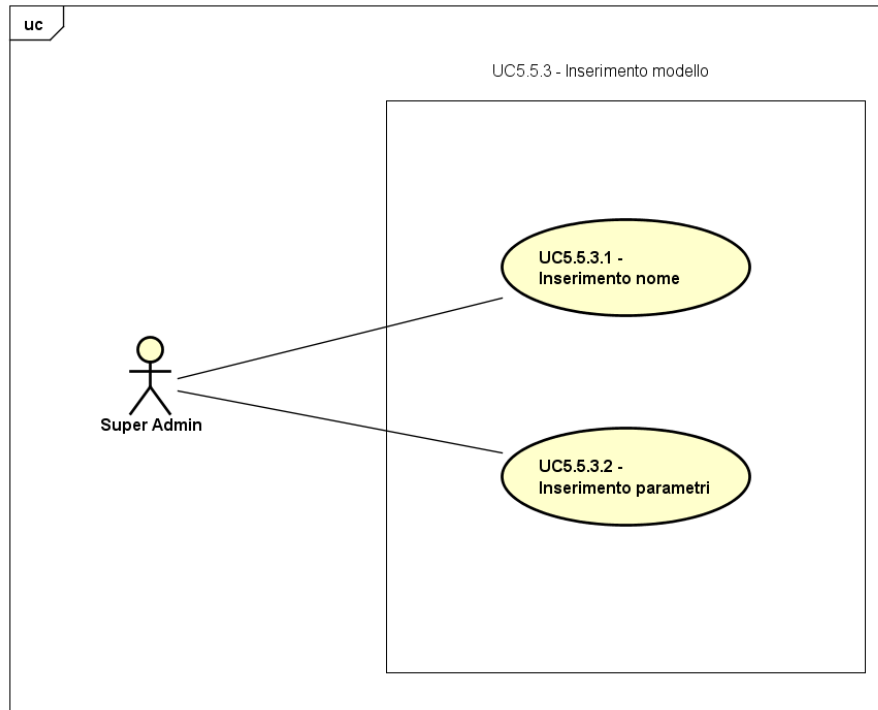 uc
UC5.5.3 - Inserimento modello
UC5.5.3.1 -
Inserimento nome
Super Admin
UC5.5.3.2 -
Inserimento parametri